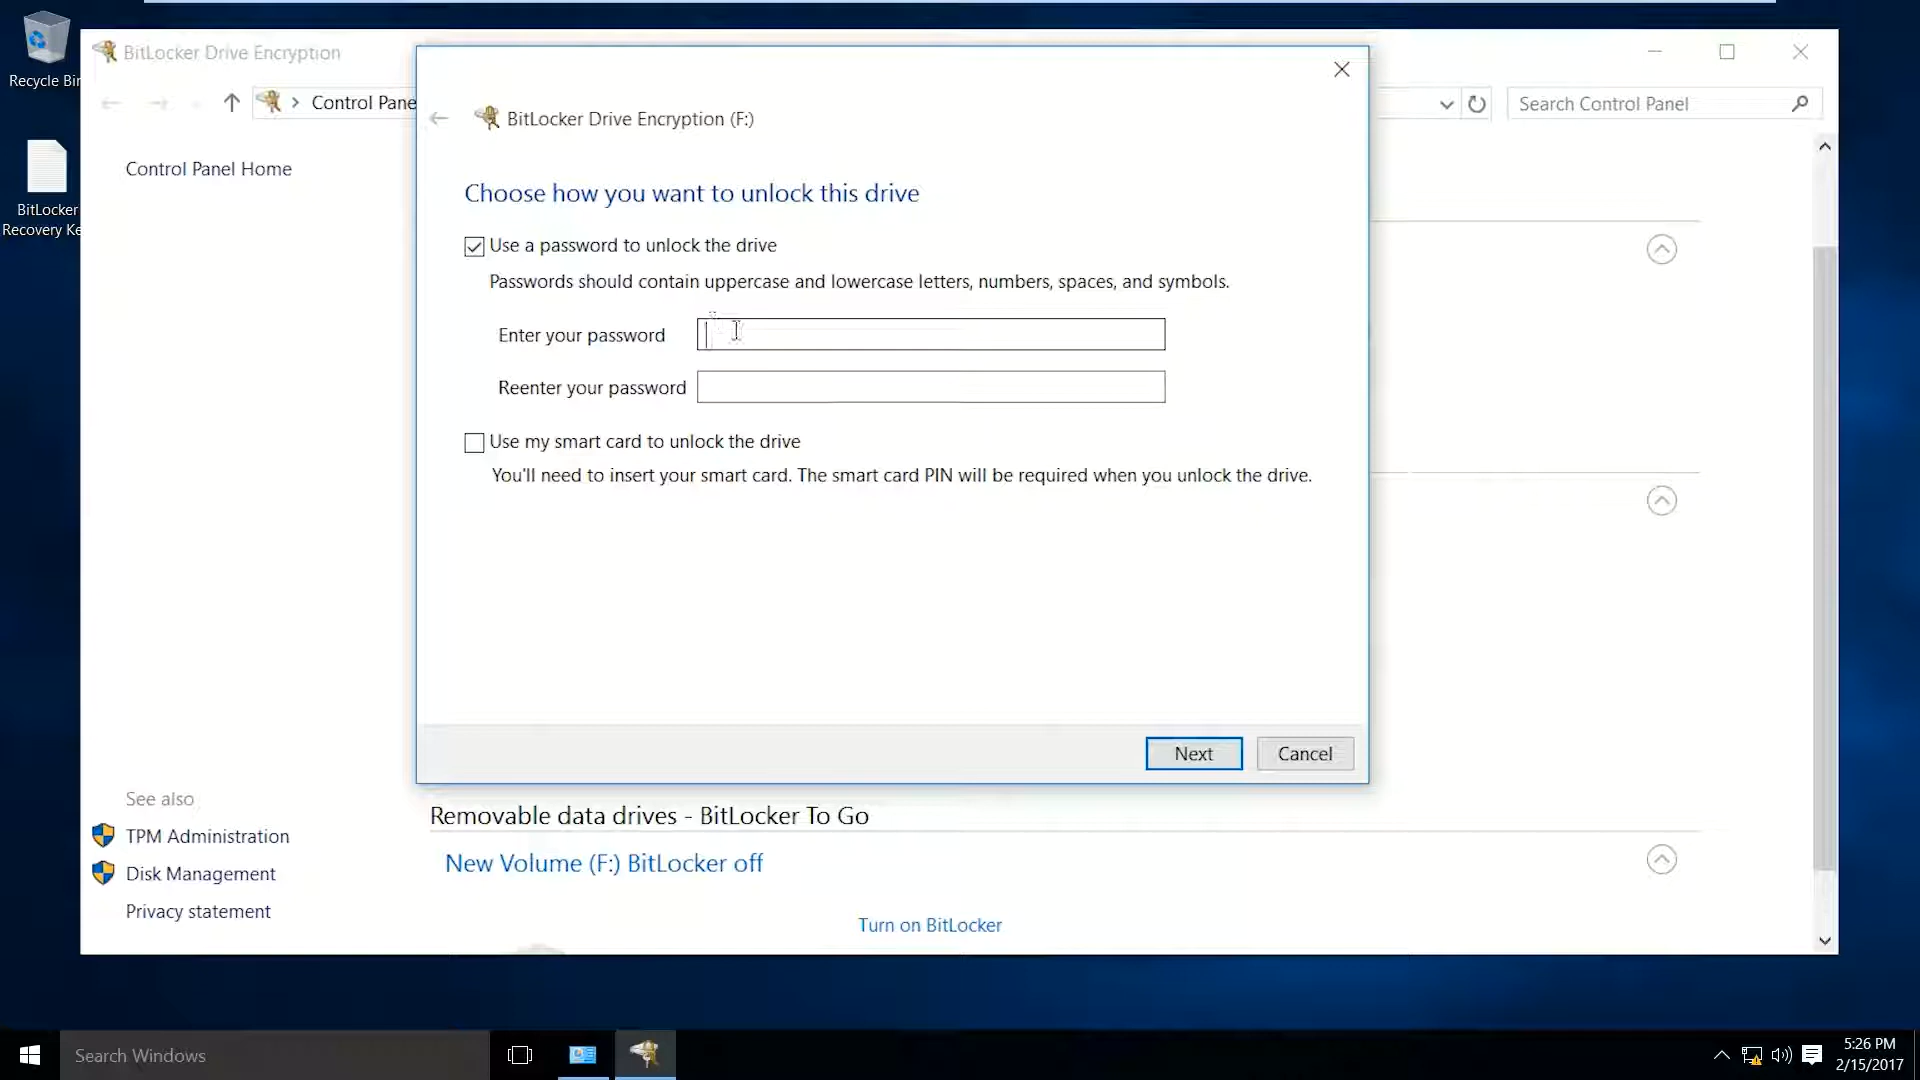 Recycle Bin
BitLocker
Recovery Ke
BitLocker Drive Encryption
Control Pane
Search Control Panel
Control Panel Home
BitLocker Drive Encryption (F:)
Choose how you want to unlock this drive
Use a password to unlock the drive
Passwords should contain uppercase and lowercase letters, numbers, spaces, and symbols.
Enter your password
Reenter your password
Use my smart card to unlock the drive
You'll need to insert your smart card. The smart card PIN will be required when you unlock the drive.
Next
Cancel
See also
TPM Administration
Disk Management
Privacy statement
Removable data drives - BitLocker To Go
New Volume (F:) BitLocker off
Turn on BitLocker
Search Windows
5:26 PM
2/15/2017